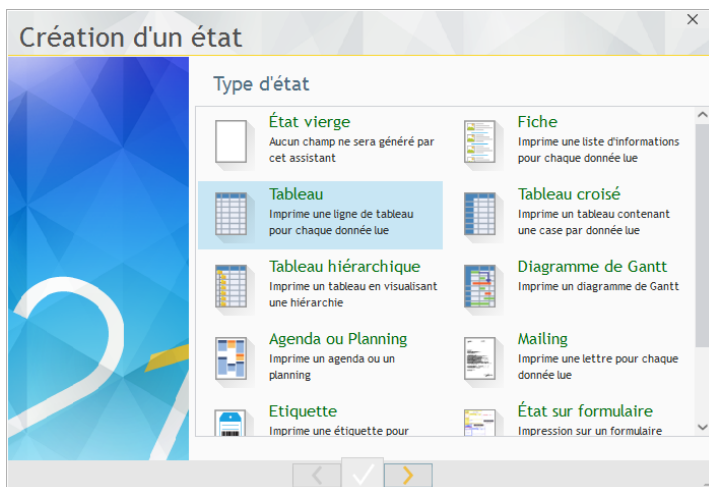 Création d'un état
Type d'état
État vierge
Aucun champ ne sera généré par
cet assistant
Fiche
Imprime une liste d'informations
pour chaque donnée lue
Tableau
Imprime une ligne de tableau
pour chaque donnée lue
Tableau croisé
Imprime un tableau contenant
une case par donnée lue
Tableau hiérarchique
Imprime un tableau en visualisant
une hiérarchie
Diagramme de Gantt
Imprime un diagramme de Gantt
Agenda ou Planning
Imprime un agenda ou un
planning
Mailing
Imprime une lettre pour chaque
donnée lue
Etiquette
Imprime une étiquette pour
État sur formulaire
Impression sur un formulaire